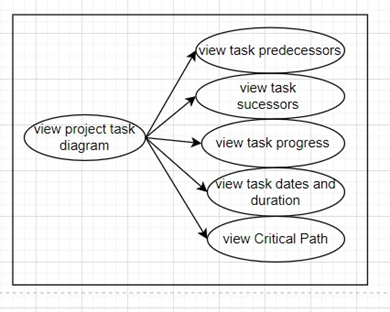 view project task
diagram
view task predecessors
view task
sucessors
view task progress
view task dates and
duration
view Critical Path